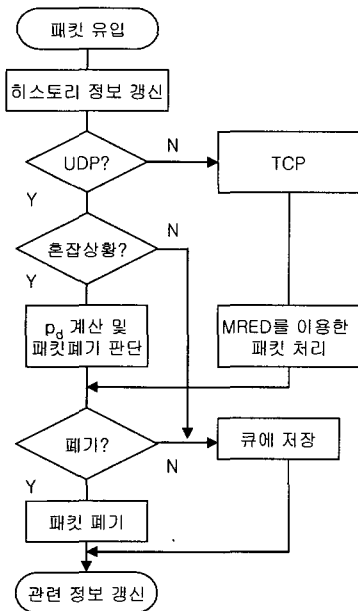 패킷 유입
히스토리 정보 갱신
UDP?
N
TCP
Y
혼잡상황?
N
Y
p_d 계산 및
패킷폐기 판단
MRED를 이용한
패킷 처리
폐기?
N
큐에 저장
Y
패킷 폐기
관련 정보 갱신